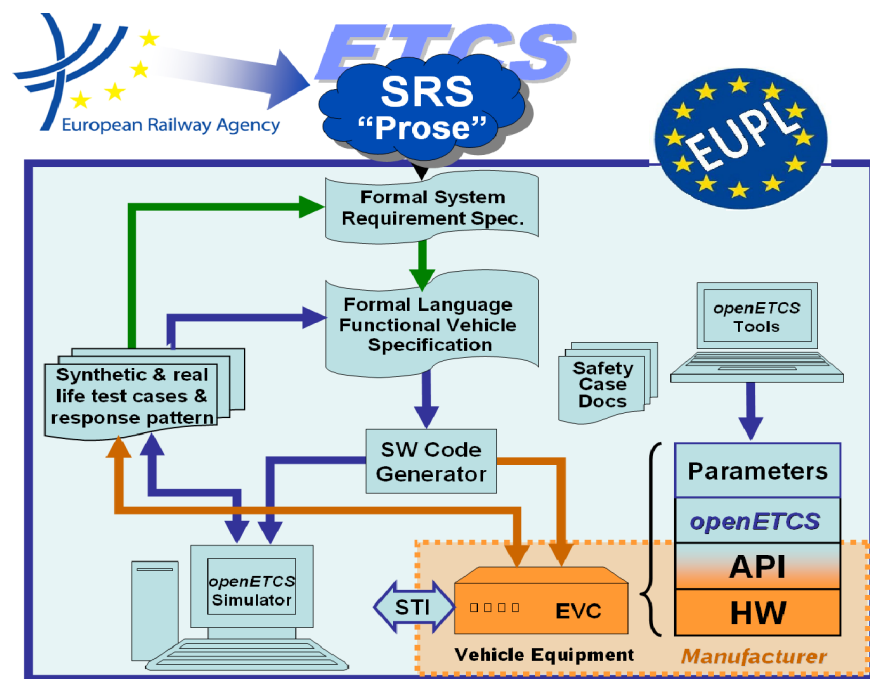 ETCS
SRS
“Prose”
European Railway Agency
EUPL
Formal System
Requirement Spec.
Formal Language
Functional Vehicle
Specification
openETCS
Tools
Synthetic & real
life test cases &
response pattern
Safety
Case
Docs
SW Code
Generator
Parameters
openETCS
API
HW
openETCS
Simulator
STI
EVC
Vehicle Equipment
Manufacturer